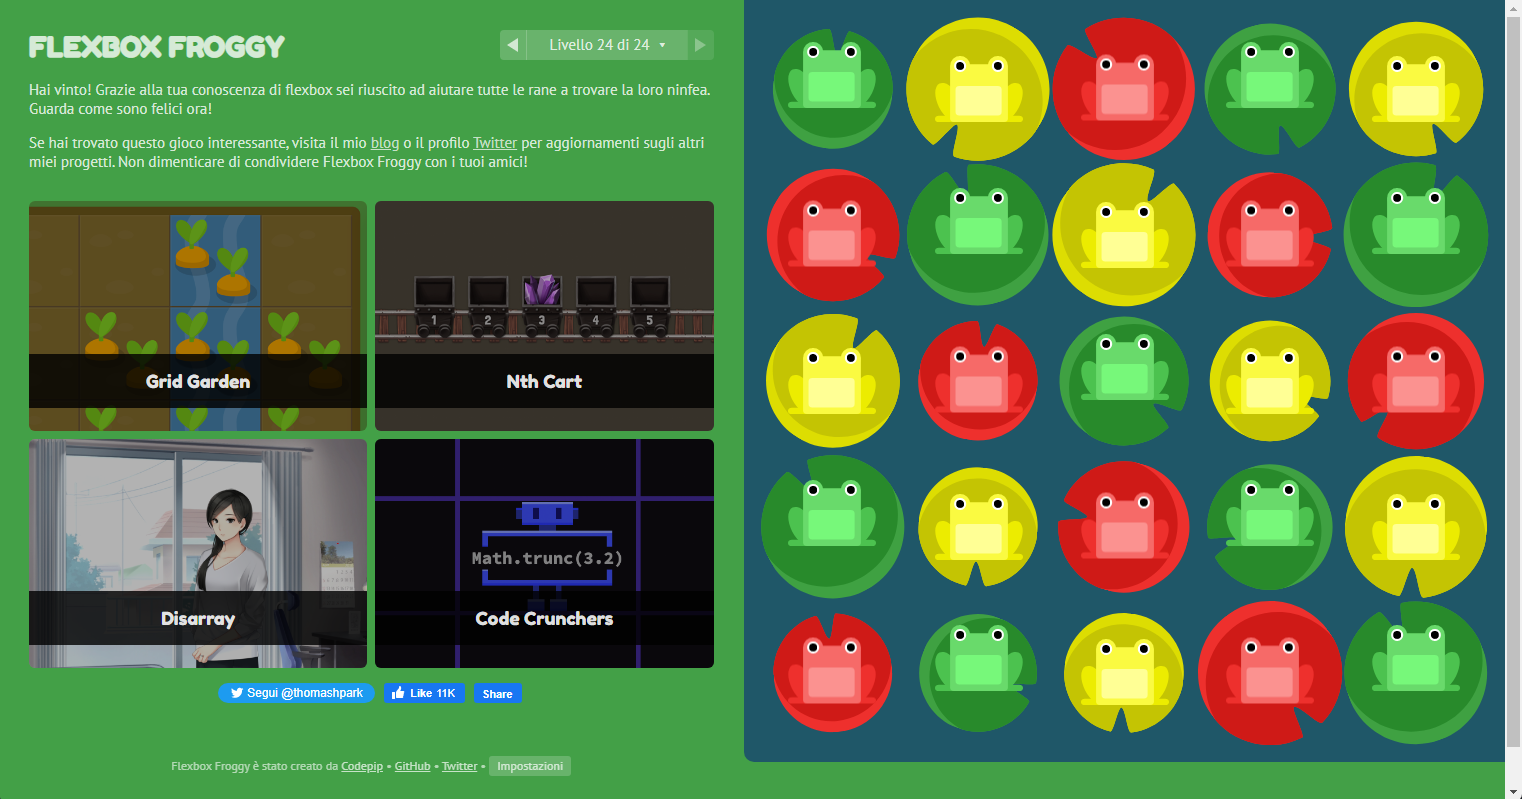 FLEXBOX FROGGY
Livello 24 di 24
Hai vinto! Grazie alla tua conoscenza di flexbox sei riuscito ad aiutare tutte le rane a trovare la loro ninfea.
Guarda come sono felici ora!
Se hai trovato questo gioco interessante, visita il mio blog o il profilo Twitter per aggiornamenti sugli altri
miei progetti. Non dimenticare di condividere Flexbox Froggy con i tuoi amici!
1 2 3 4 5
Grid Garden
Nth Cart
Math.trunc(3.2)
Disarray
Code Crunchers
Segui @thomashpark
Like 11K
Share
Flexbox Froggy è stato creato da Codepip • GitHub • Twitter • Impostazioni